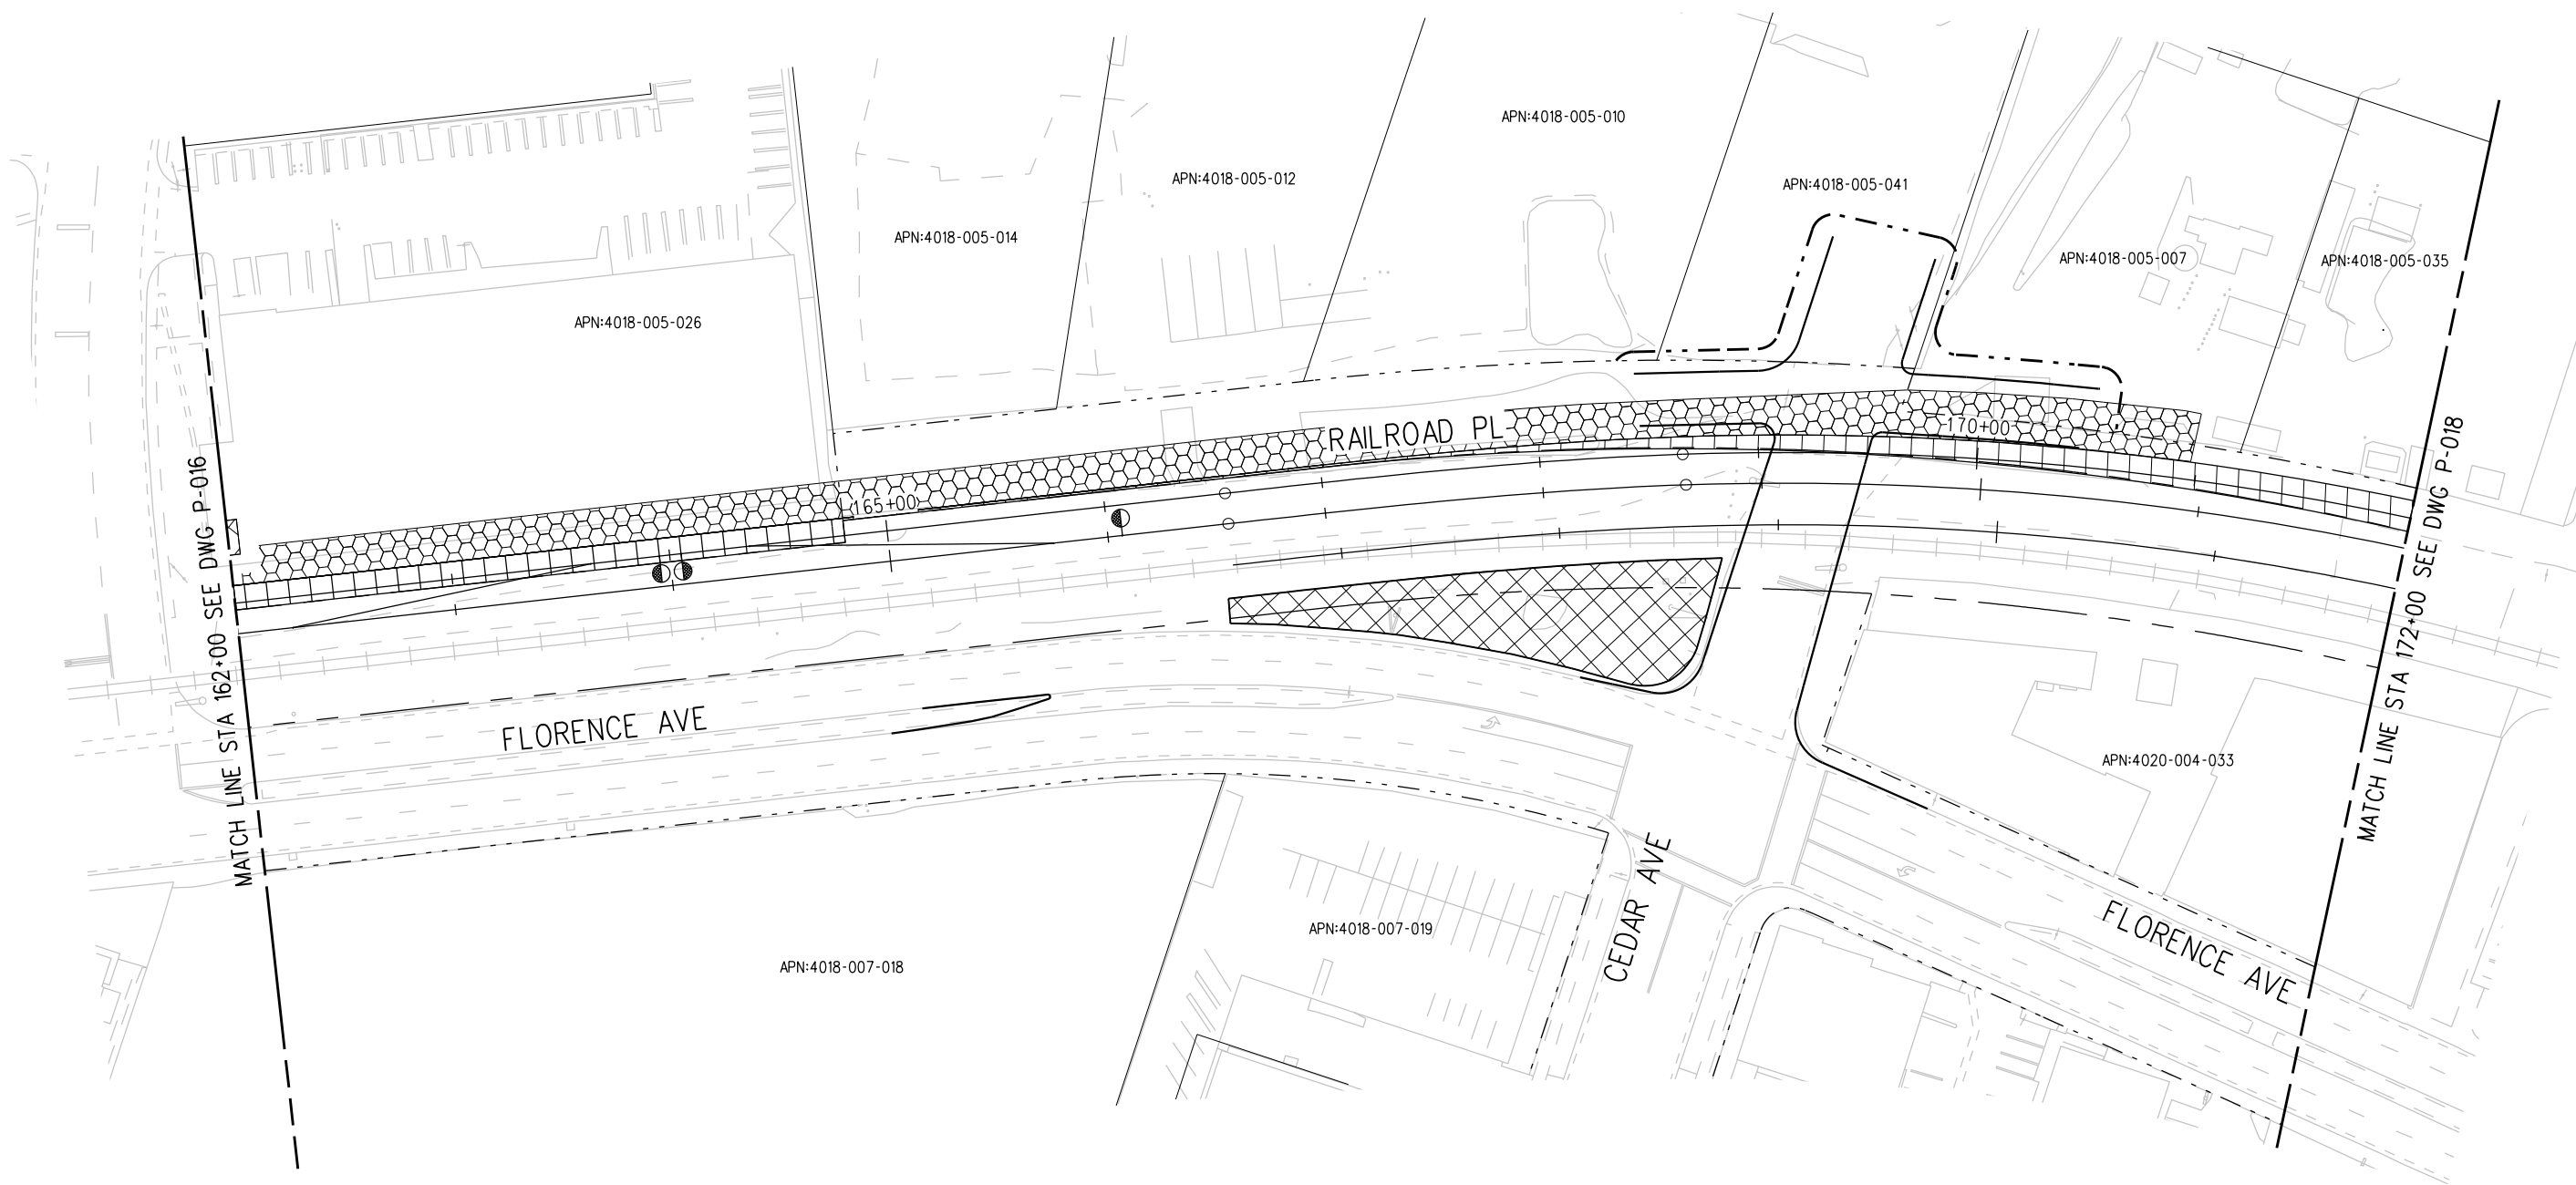 APN:4018-005-010
APN:4018-005-012
APN:4018-005-041
APN:4018-005-014
APN:4018-005-007
APN:4018-005-035
APN:4018-005-026
RAILROAD PL
170+00
165+00
MATCH LINE STA 162+00 SEE DWG P-016
MATCH LINE STA 172+00 SEE DWG P-018
FLORENCE AVE
APN:4020-004-033
CEDAR AVE
APN:4018-007-019
FLORENCE AVE
APN:4018-007-018